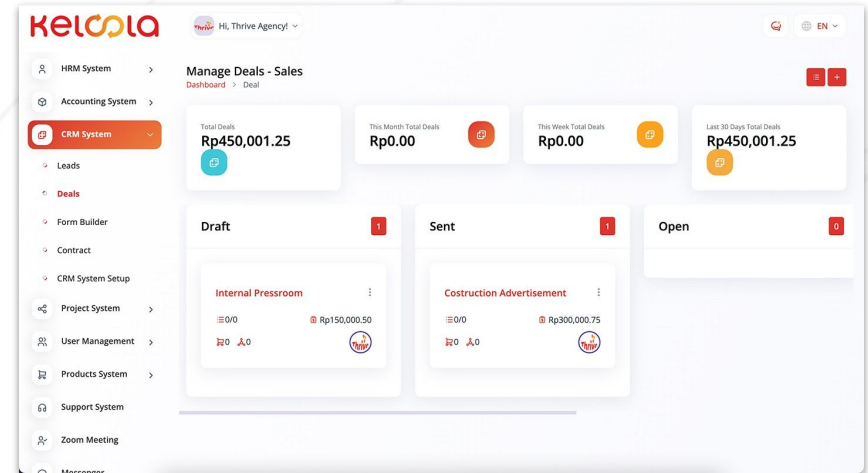 Keloola
Hi, Thrive Agency!
EN
HRM System
Accounting System
CRM System
Leads
Deals
Form Builder
Contract
CRM System Setup
Project System
User Management
Products System
Support System
Zoom Meeting
Messenger
Manage Deals - Sales
Dashboard > Deal
Total Deals
Rp450,001.25
This Month Total Deals
Rp0.00
This Week Total Deals
Rp0.00
Last 30 Days Total Deals
Rp450,001.25
Draft 1
Internal Pressroom
0/0 Rp150,000.50
0 0
Thrive
Sent 1
Costruction Advertisement
0/0 Rp300,000.75
0 0
Thrive
Open 0